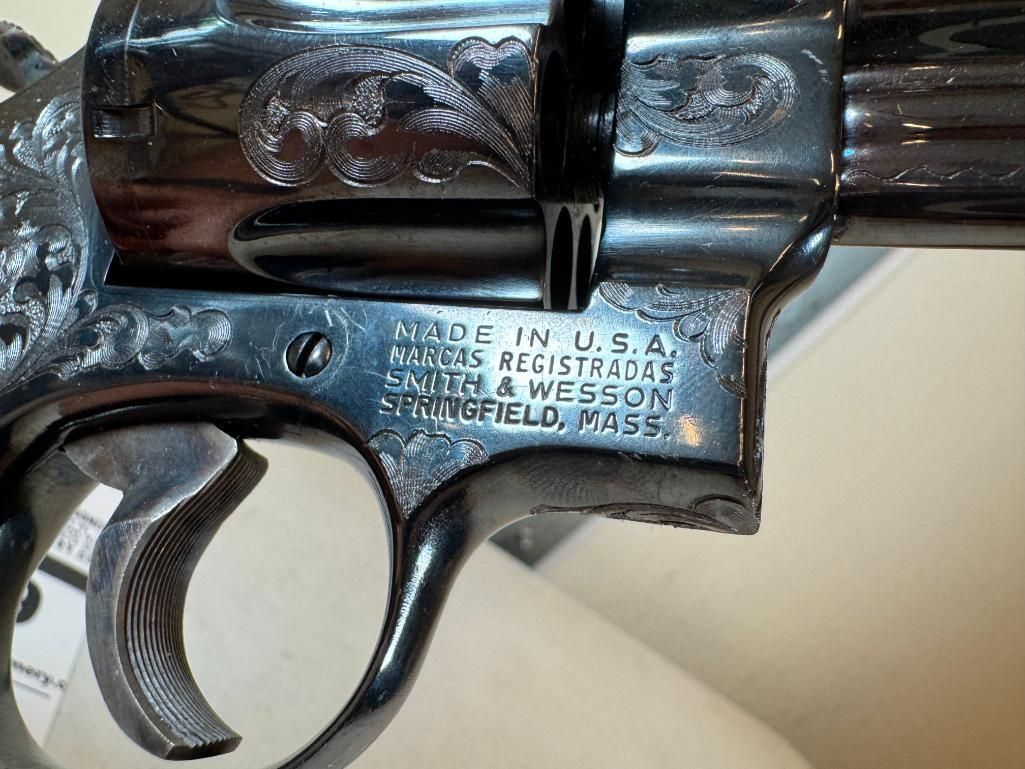 MADE IN U.S.A.
MARCAS REGISTRADAS
SMITH & WESSON
SPRINGFIELD, MASS.